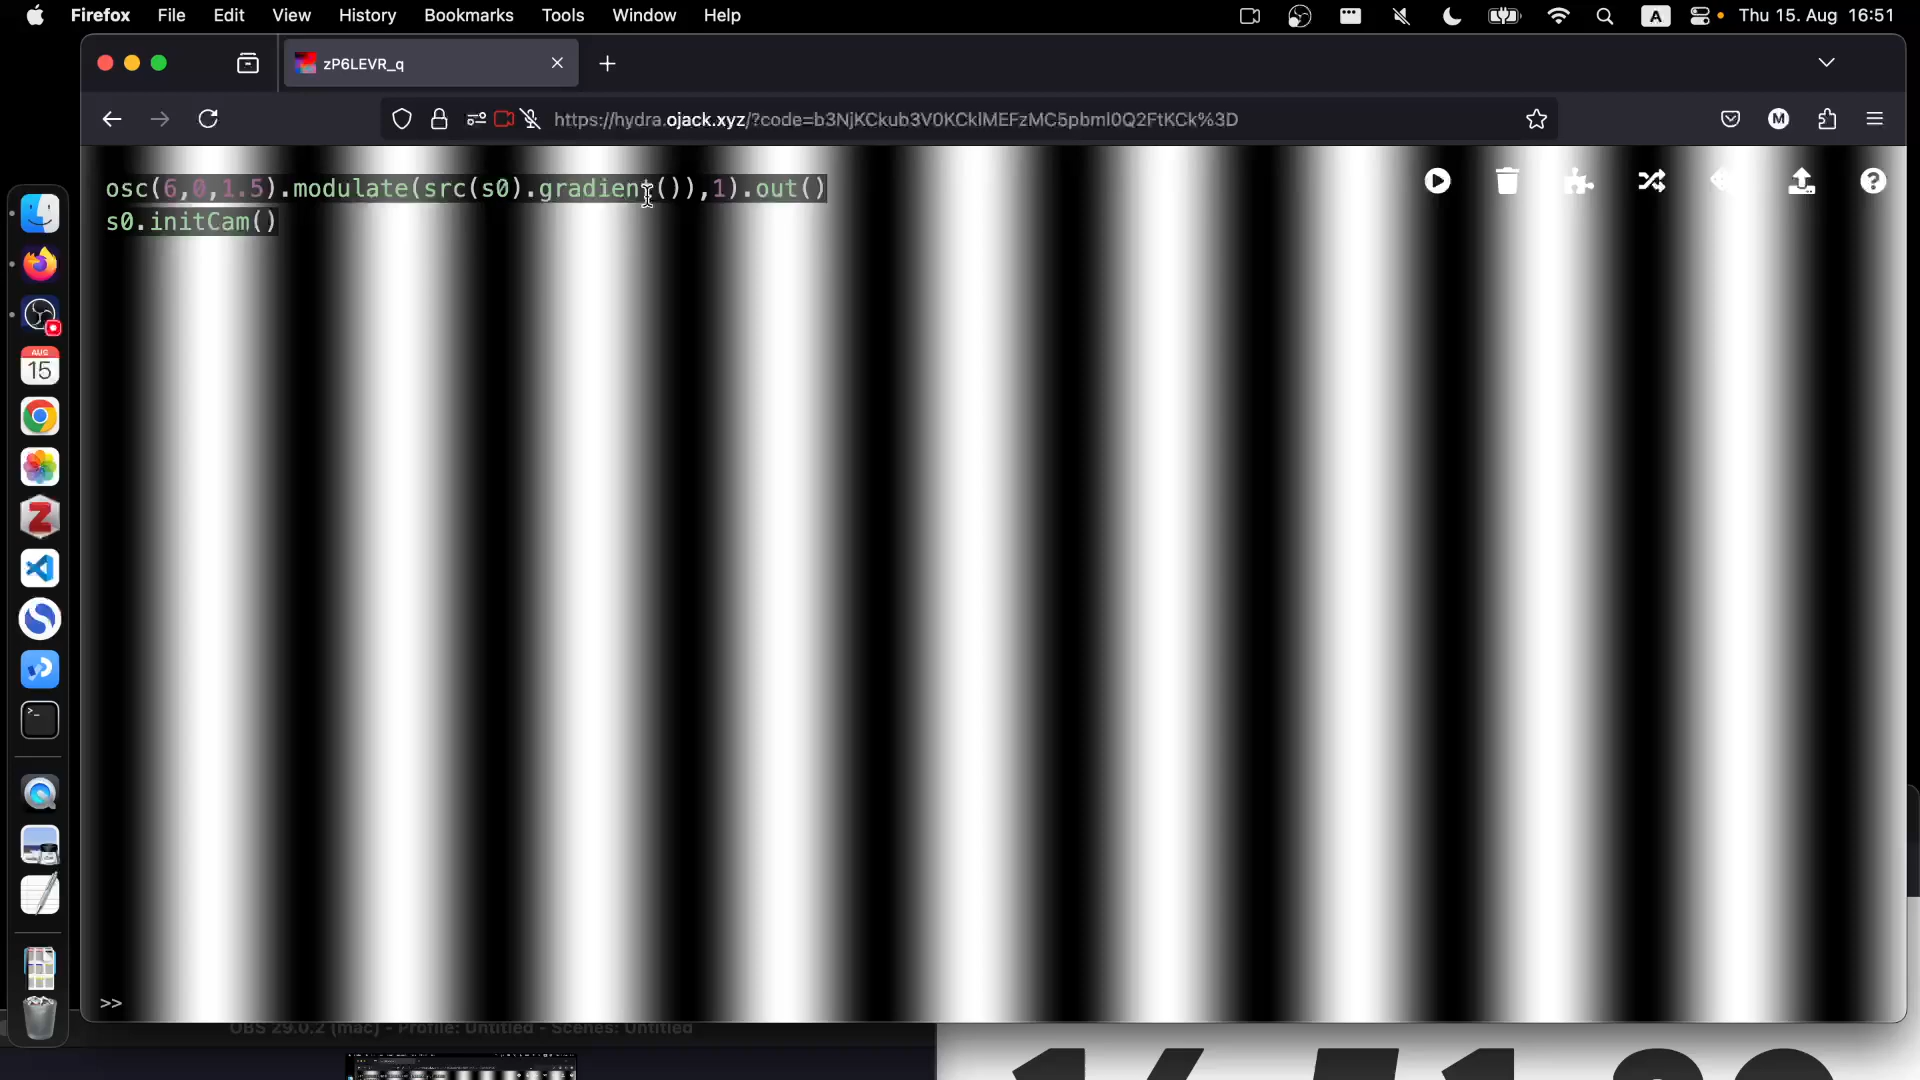 Firefox File Edit View History Bookmarks Tools Window Help A Thu 15. Aug 16:51
zP6LEVR_q
https://hydra.ojack.xyz/?code=b3NjKCkub3V0KCklMEFzMC5pbml0Q2FtKCk%3D M
osc(6,0,1.5).modulate(src(s0).gradient()),1).out()
s0.initCam()
AUG
15
Z
>_
>>
OBS 29.0.2 (mac) - Profile: Untitled - Scenes: Untitled